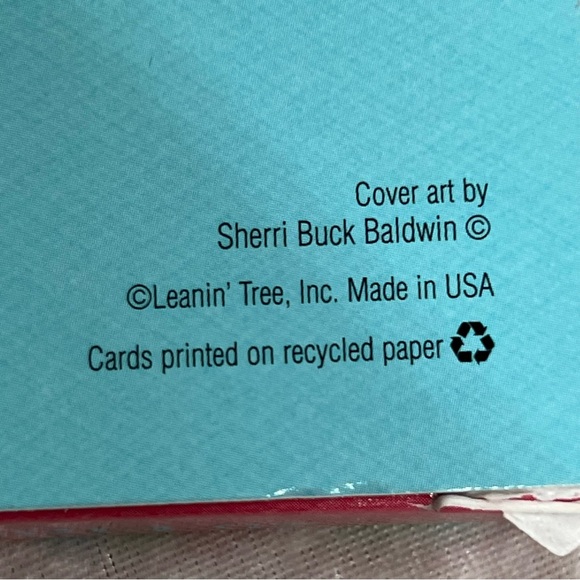 Cover art by
Sherri Buck Baldwin ©
©Leanin' Tree, Inc. Made in USA
Cards printed on recycled paper